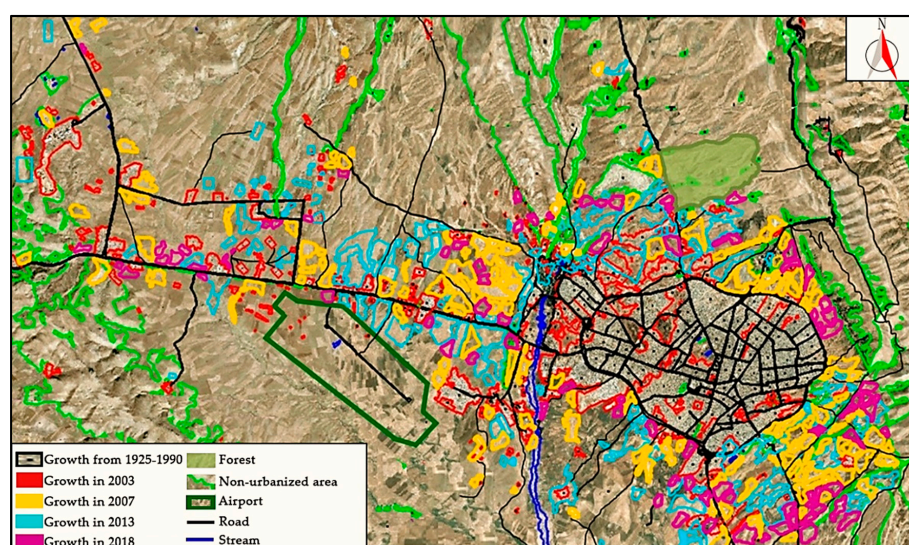 N
Growth from 1925-1990
Growth in 2003
Growth in 2007
Growth in 2013
Growth in 2018
Forest
Non-urbanized area
Airport
Road
Stream